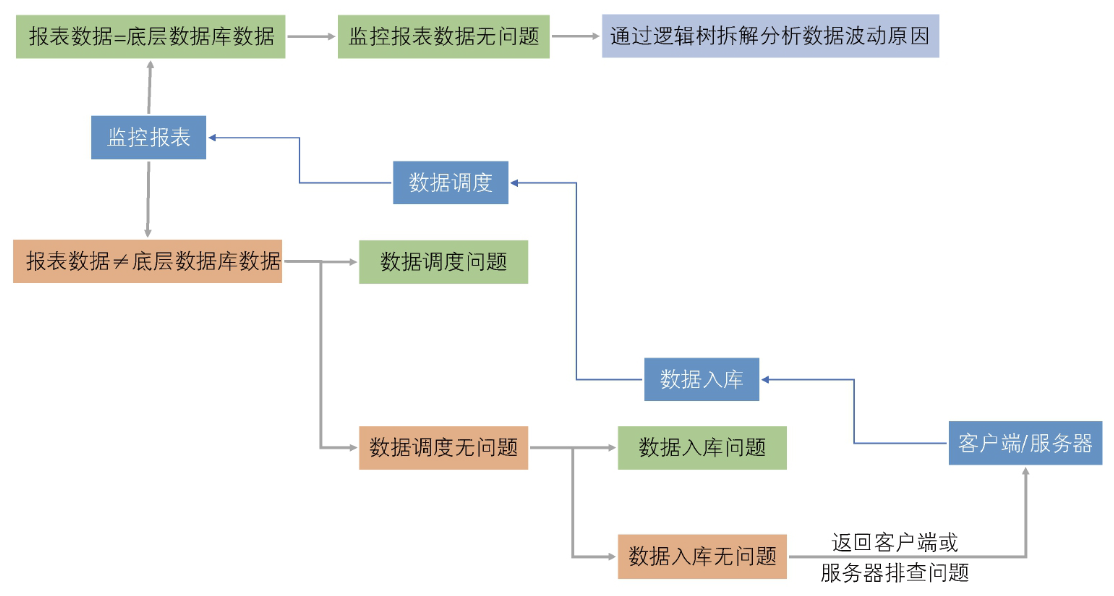 报表数据=底层数据库数据
监控报表数据无问题
通过逻辑树拆解分析数据波动原因
监控报表
数据调度
报表数据≠底层数据库数据
数据调度问题
数据入库
客户端/服务器
数据调度无问题
数据入库问题
数据入库无问题
返回客户端或
服务器排查问题